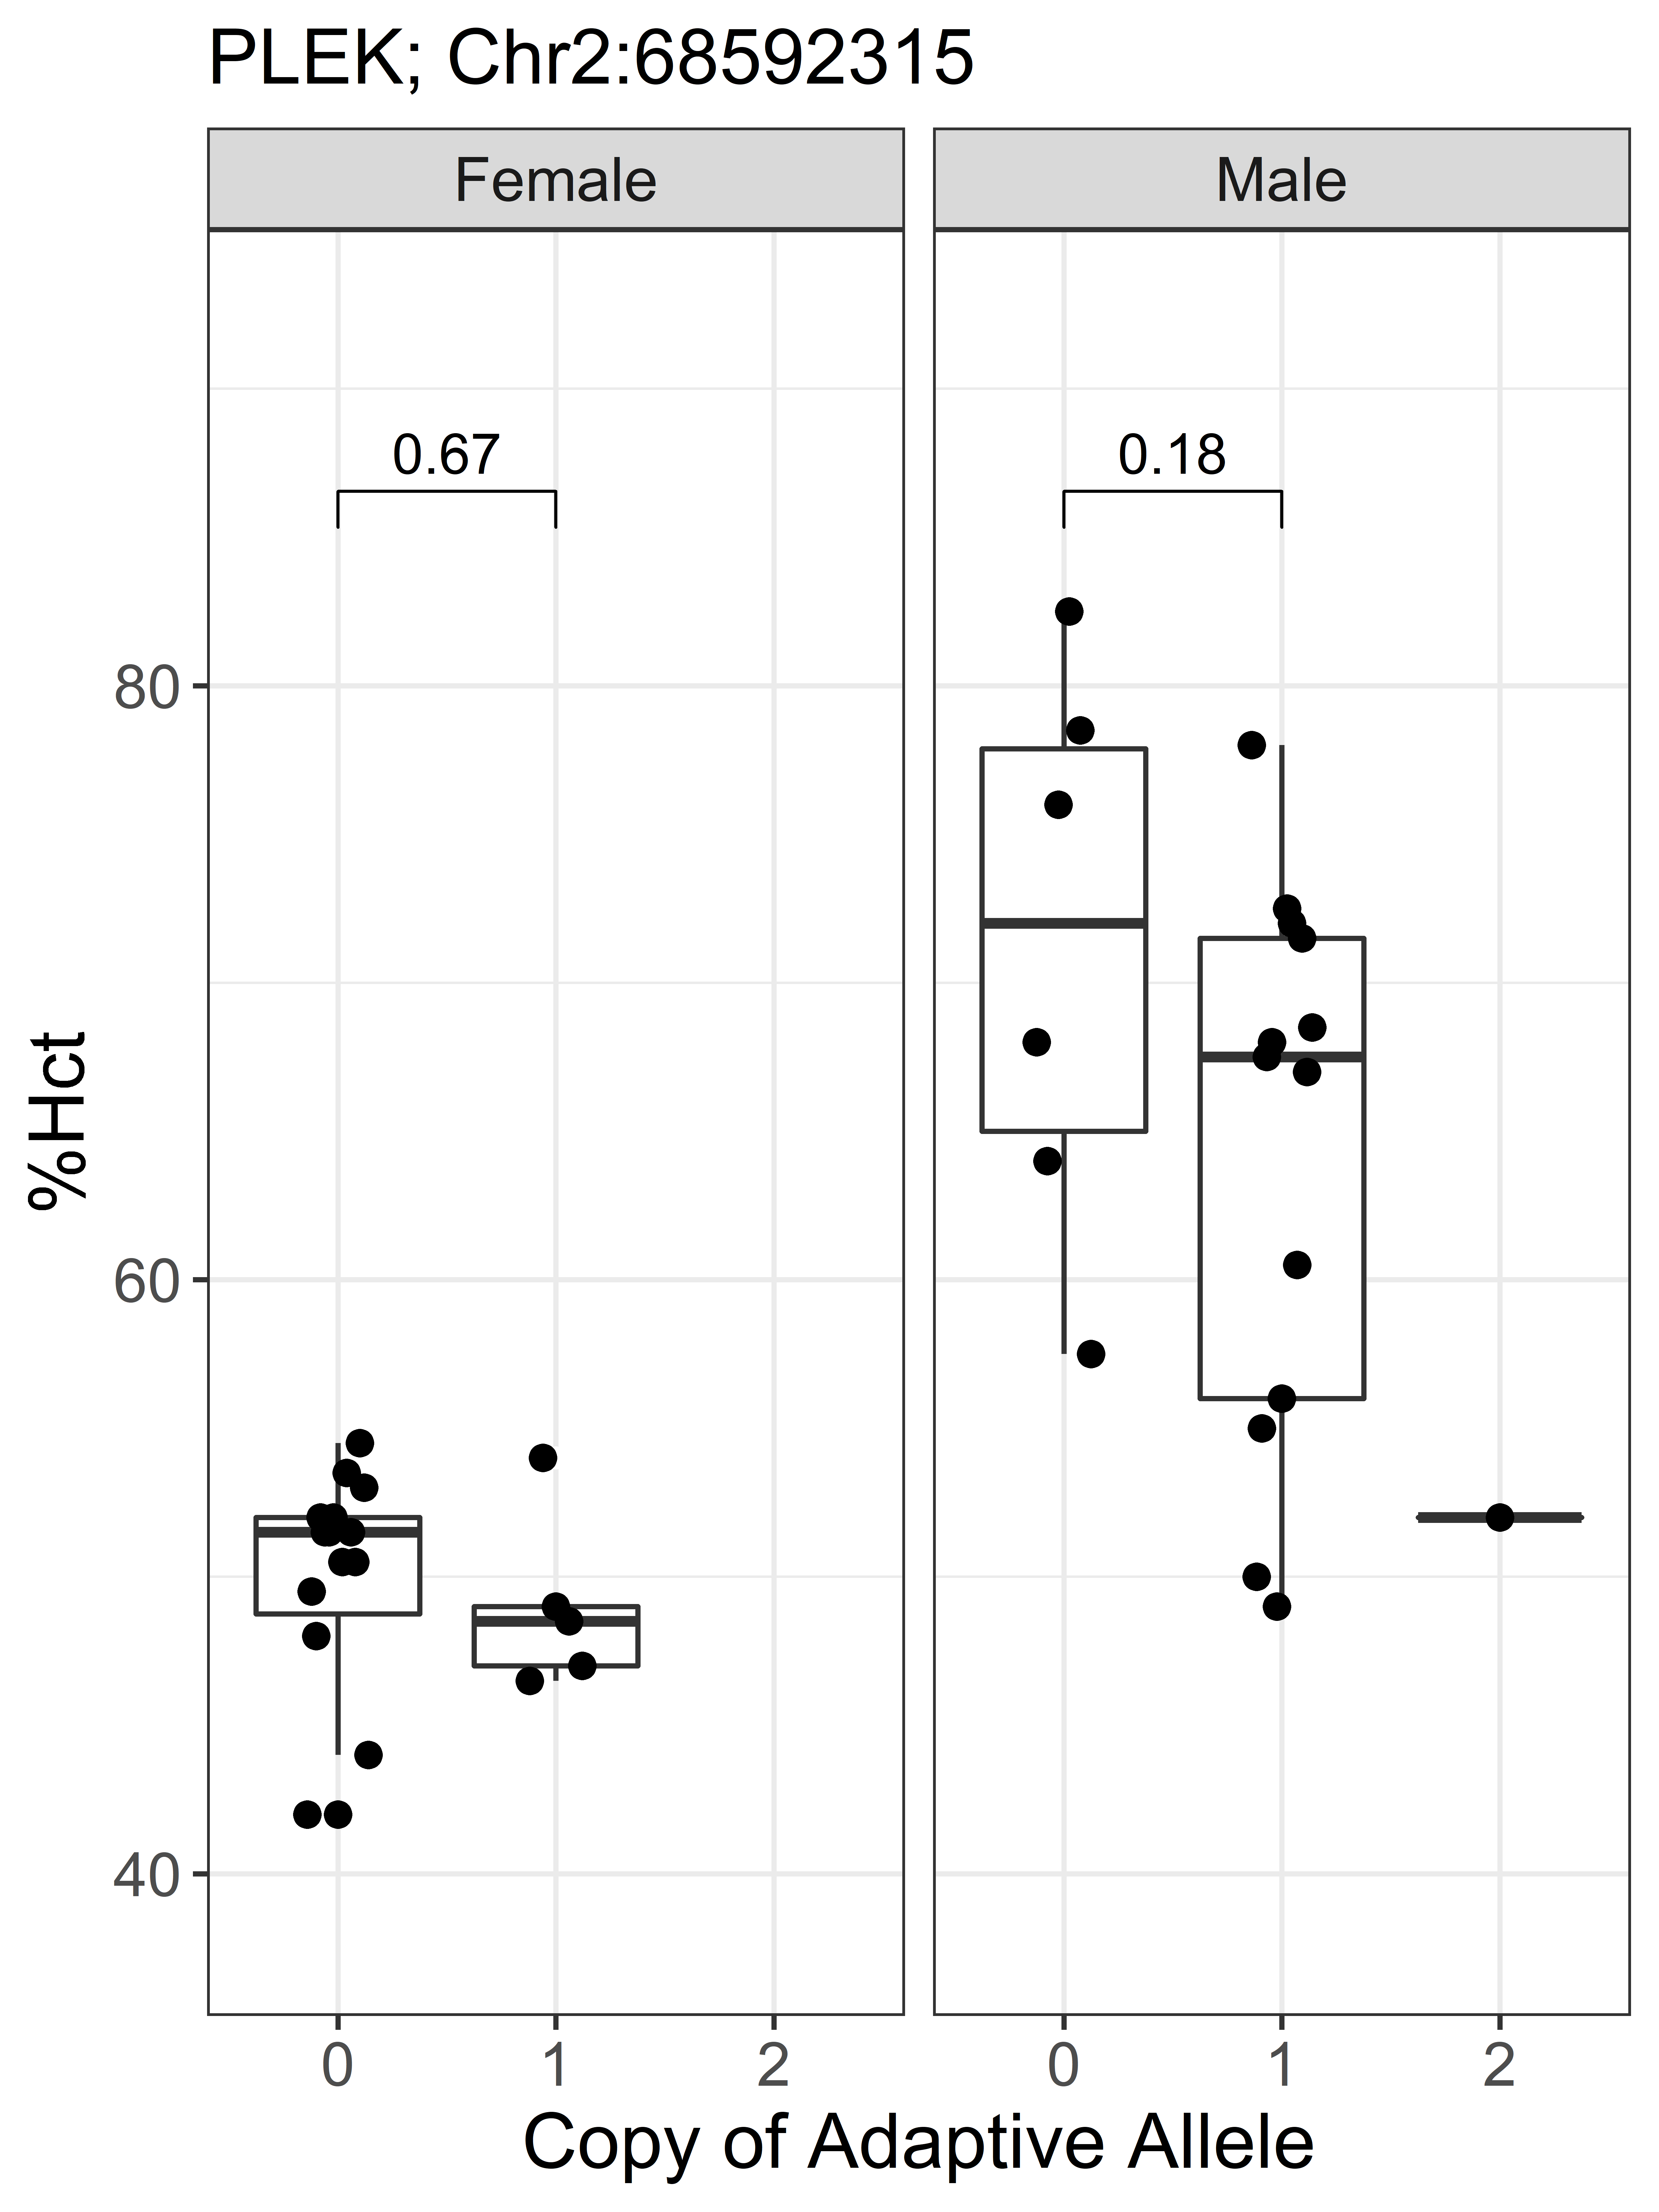 PLEK; Chr2:68592315
Female
Male
0.67
0.18
80
60
40
%Hct
0 1 2
0 1 2
Copy of Adaptive Allele